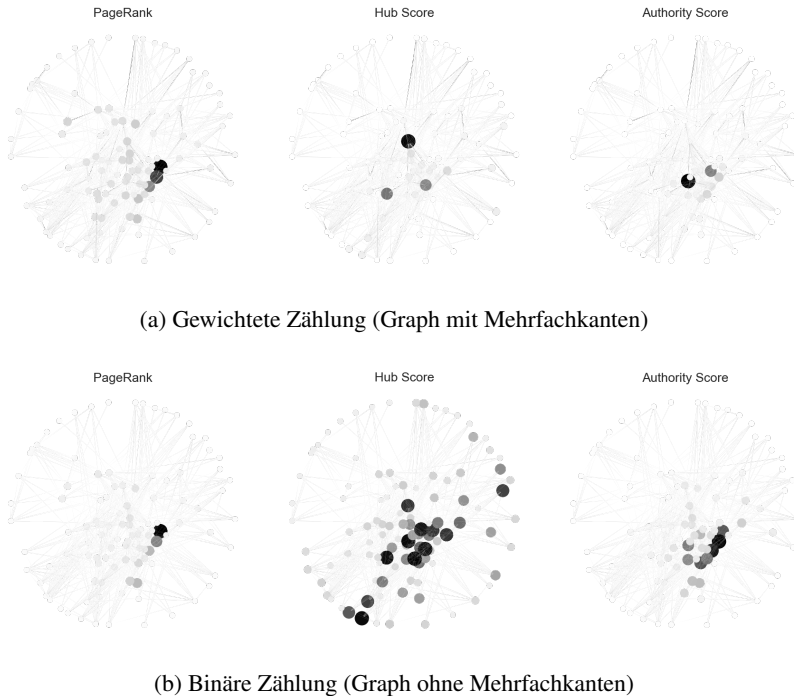 PageRank
Hub Score
Authority Score
(a) Gewichtete Zählung (Graph mit Mehrfachkanten)
PageRank
Hub Score
Authority Score
(b) Binäre Zählung (Graph ohne Mehrfachkanten)